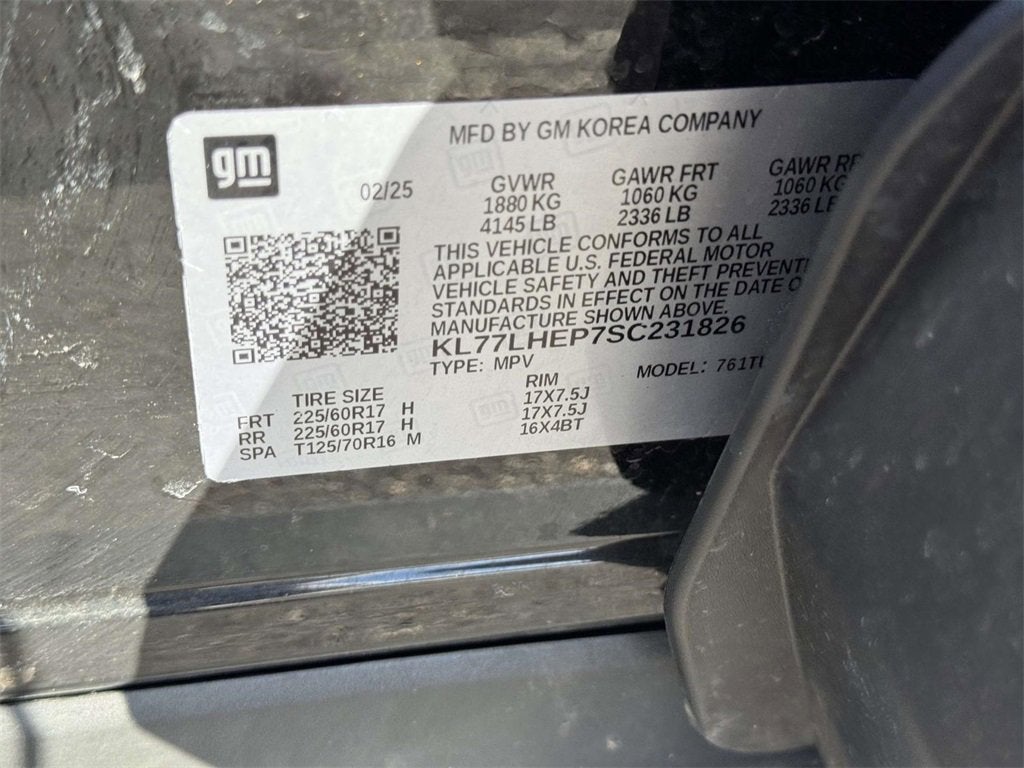 MFD BY GM KOREA COMPANY
gm
02/25
GVWR GAWR FRT GAWR
1880 KG 1060 KG 1060 KG
4145 LB 2336 LB 2336
THIS VEHICLE CONFORMS TO ALL
APPLICABLE U.S. FEDERAL MOTOR
VEHICLE SAFETY AND THEFT
STANDARDS IN EFFECT ON THE DATE
MANUFACTURE SHOWN ABOVE.
KL77LHEP7SC231826
TYPE: MPV MODEL:
TIRE SIZE RIM
FRT 225/60R17 H 17X7.5J
RR 225/60R17 H 17X7.5J
SPA T125/70R16 M 16X4BT